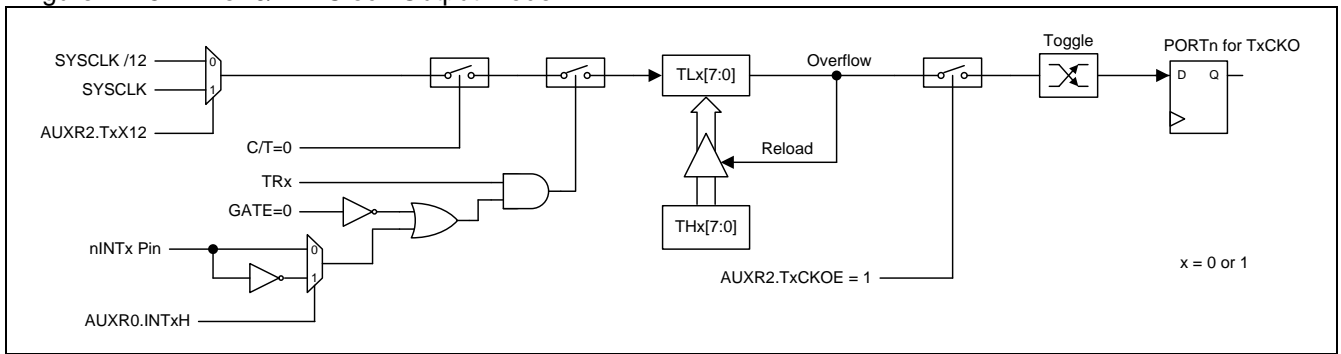 SYSCLK /12
SYSCLK
AUXR2.TxX12
0
1
C/T=0
TRx
GATE=0
nINTx Pin
0
1
AUXR0.INTxH
TLx[7:0]
Overflow
Reload
THx[7:0]
AUXR2.TxCKOE = 1
Toggle
PORTn for TxCKO
D Q
x = 0 or 1